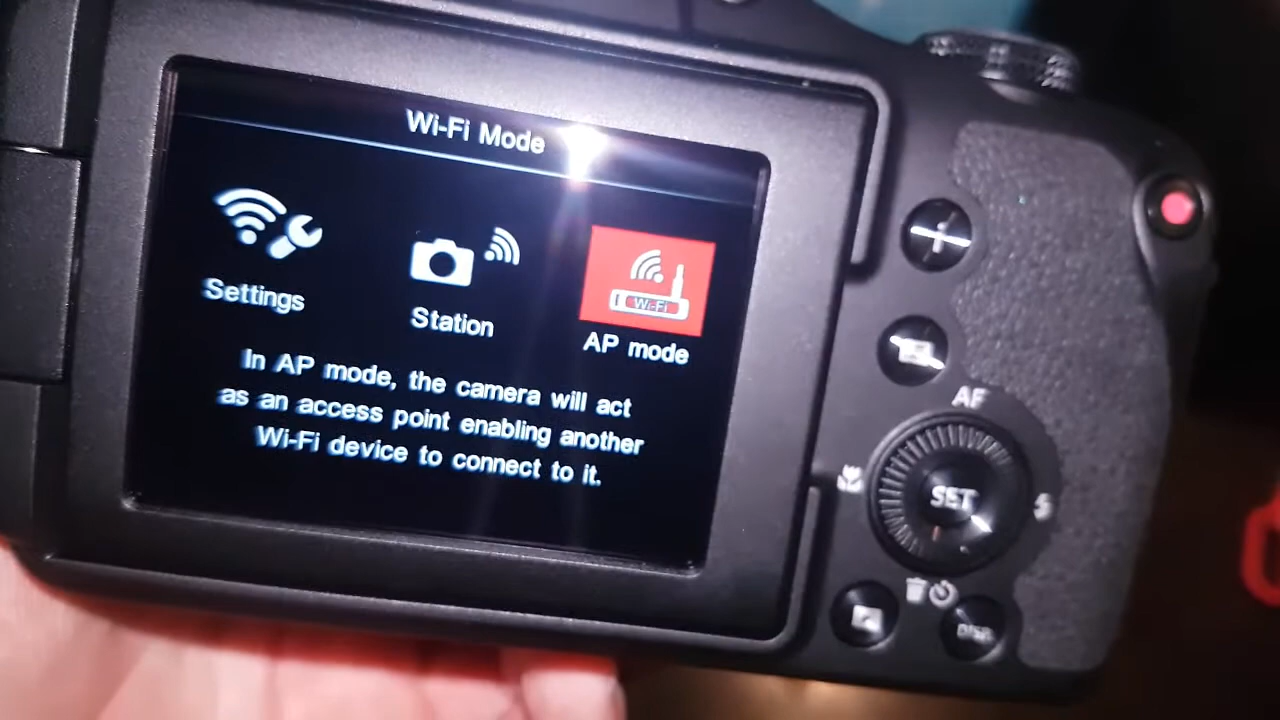 Wi-Fi Mode
Settings
Station
Wi-Fi
AP mode
In AP mode, the camera will act
as an access point enabling another
Wi-Fi device to connect to it.
AF
SET
DISP